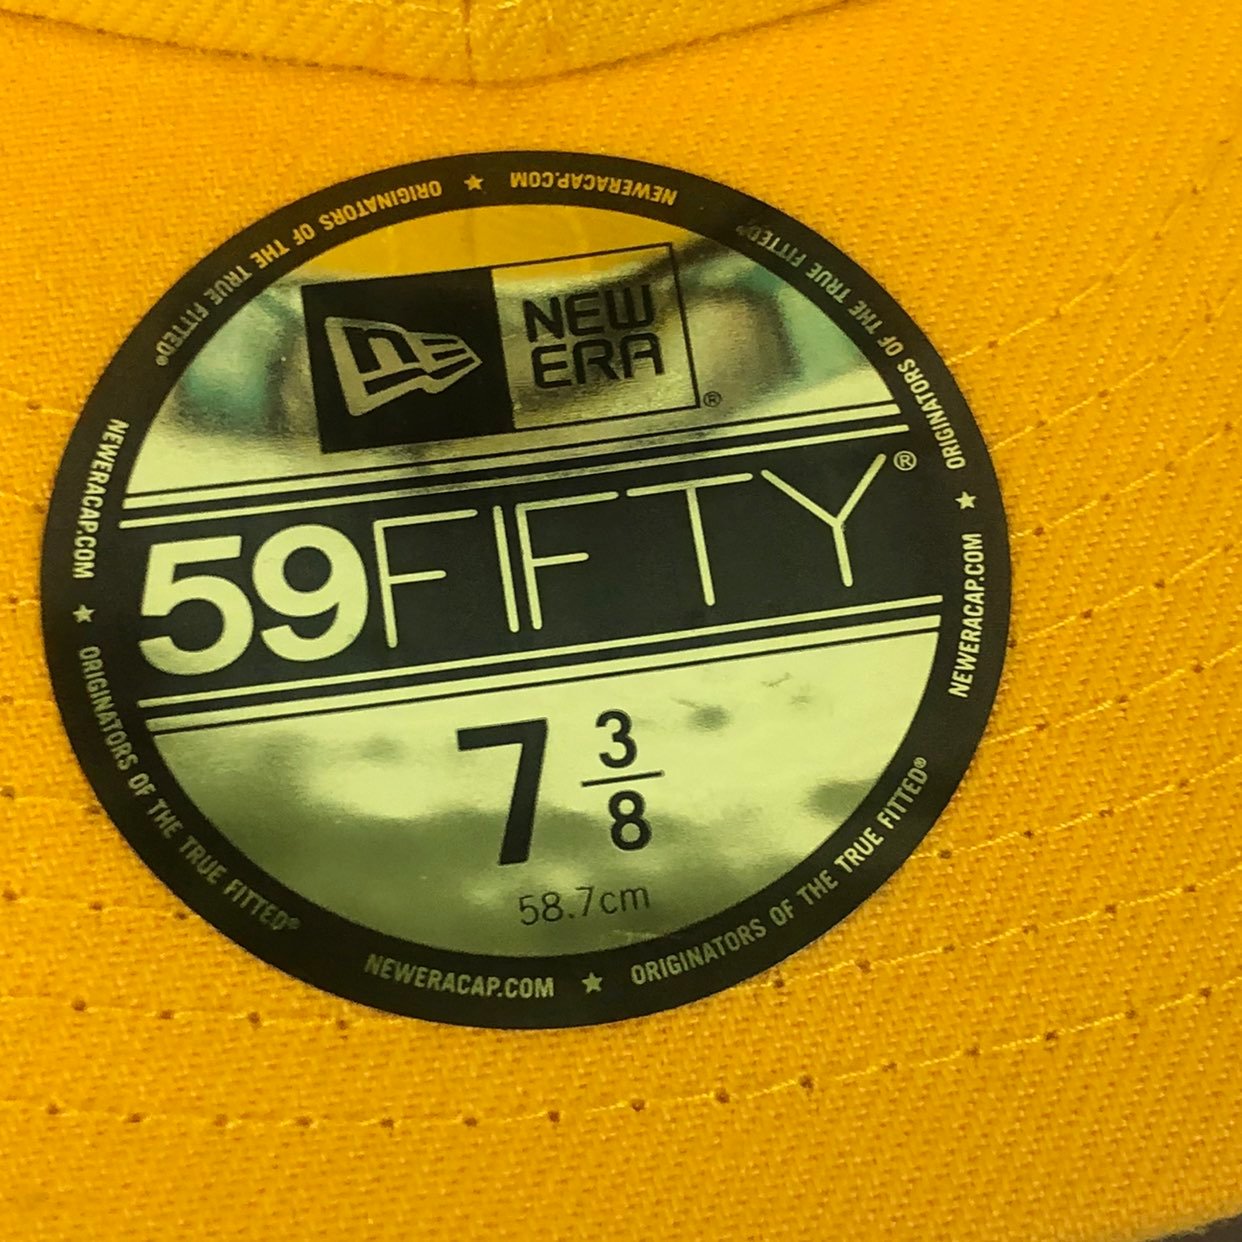 NEW
ERA
®
59FIFTY®
7 3/8
58.7cm
NEWERACAP.COM ★ ORIGINATORS OF THE TRUE FITTED®
NEWERACAP.COM ★ ORIGINATORS OF THE TRUE FITTED®
NEWERACAP.COM ★ ORIGINATORS OF THE TRUE FITTED®
NEWERACAP.COM ★ ORIGINATORS OF THE TRUE FITTED®